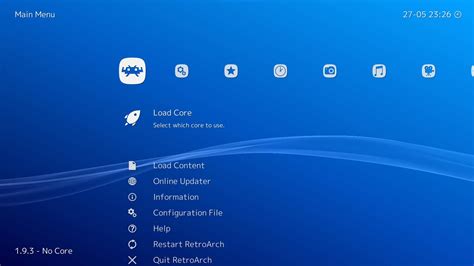 Main Menu
27-05 23:26
Load Core
Select which core to use.
Load Content
Online Updater
Information
Configuration File
Help
Restart RetroArch
Quit RetroArch
1.9.3 - No Core